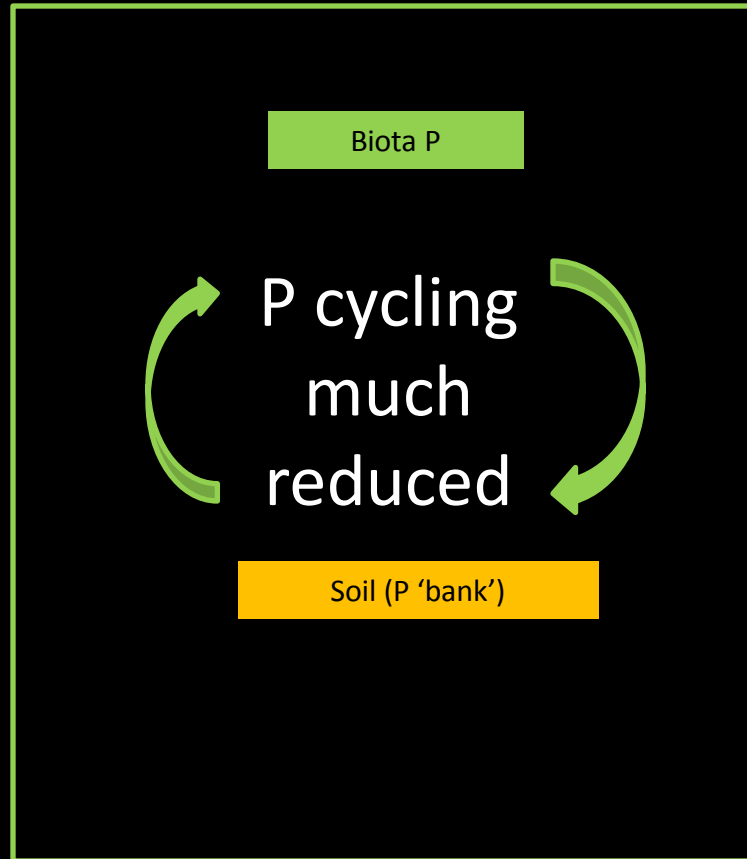 Biota P
P cycling
much
reduced
Soil (P ‘bank’)